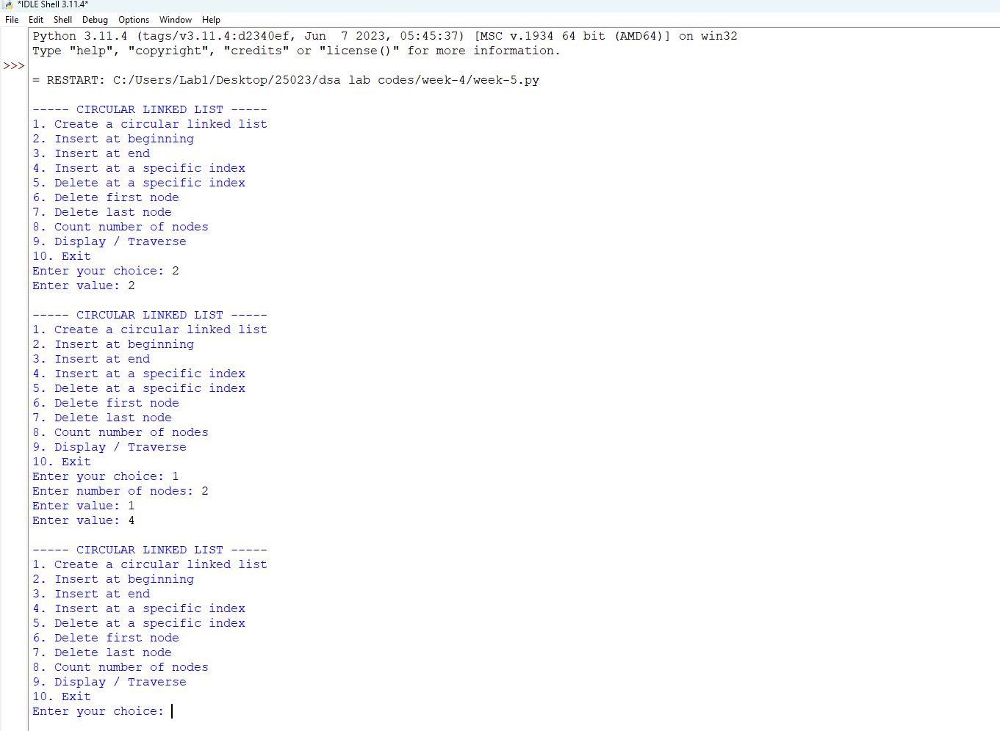 *IDLE Shell 3.11.4*
File Edit Shell Debug Options Window Help
Python 3.11.4 (tags/v3.11.4:d2340ef, Jun  7 2023, 05:45:37) [MSC v.1934 64 bit (AMD64)] on win32
Type "help", "copyright", "credits" or "license()" for more information.
>>>
= RESTART: C:/Users/Lab1/Desktop/25023/dsa lab codes/week-4/week-5.py
----- CIRCULAR LINKED LIST -----
1. Create a circular linked list
2. Insert at beginning
3. Insert at end
4. Insert at a specific index
5. Delete at a specific index
6. Delete first node
7. Delete last node
8. Count number of nodes
9. Display / Traverse
10. Exit
Enter your choice: 2
Enter value: 2
----- CIRCULAR LINKED LIST -----
1. Create a circular linked list
2. Insert at beginning
3. Insert at end
4. Insert at a specific index
5. Delete at a specific index
6. Delete first node
7. Delete last node
8. Count number of nodes
9. Display / Traverse
10. Exit
Enter your choice: 1
Enter number of nodes: 2
Enter value: 1
Enter value: 4
----- CIRCULAR LINKED LIST -----
1. Create a circular linked list
2. Insert at beginning
3. Insert at end
4. Insert at a specific index
5. Delete at a specific index
6. Delete first node
7. Delete last node
8. Count number of nodes
9. Display / Traverse
10. Exit
Enter your choice: